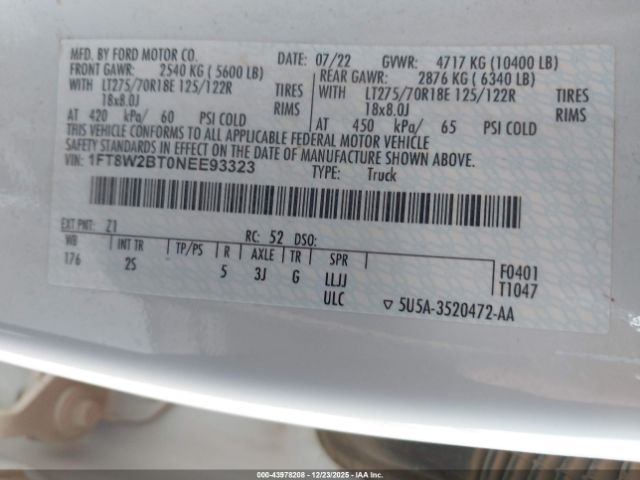 MFD. BY FORD MOTOR CO. DATE: 07/22 GVWR: 4717 KG (10400 LB)
FRONT GAWR: 2540 KG (5600 LB) REAR GAWR: 2876 KG (6340 LB)
WITH LT275/70R18E 125/122R TIRES WITH LT275/70R18E 125/122R TIRES
18x8.0J RIMS 18x8.0J RIMS
AT 420 kPa/ 60 PSI COLD AT 450 kPa/ 65 PSI COLD
THIS VEHICLE CONFORMS TO ALL APPLICABLE FEDERAL MOTOR VEHICLE
SAFETY STANDARDS IN EFFECT ON THE DATE OF MANUFACTURE SHOWN ABOVE.
VIN: 1FT8W2BT0NEE93323 TYPE: Truck
EXT PNT: Z1 RC: 52 DSO:
WB INT TR TP/PS R AXLE TR SPR F0401
176 2S 5 3J G LLJJ T1047
ULC ▽ 5U5A-3520472-AA
000-43978208 - 12/23/2025 - IAA Inc.